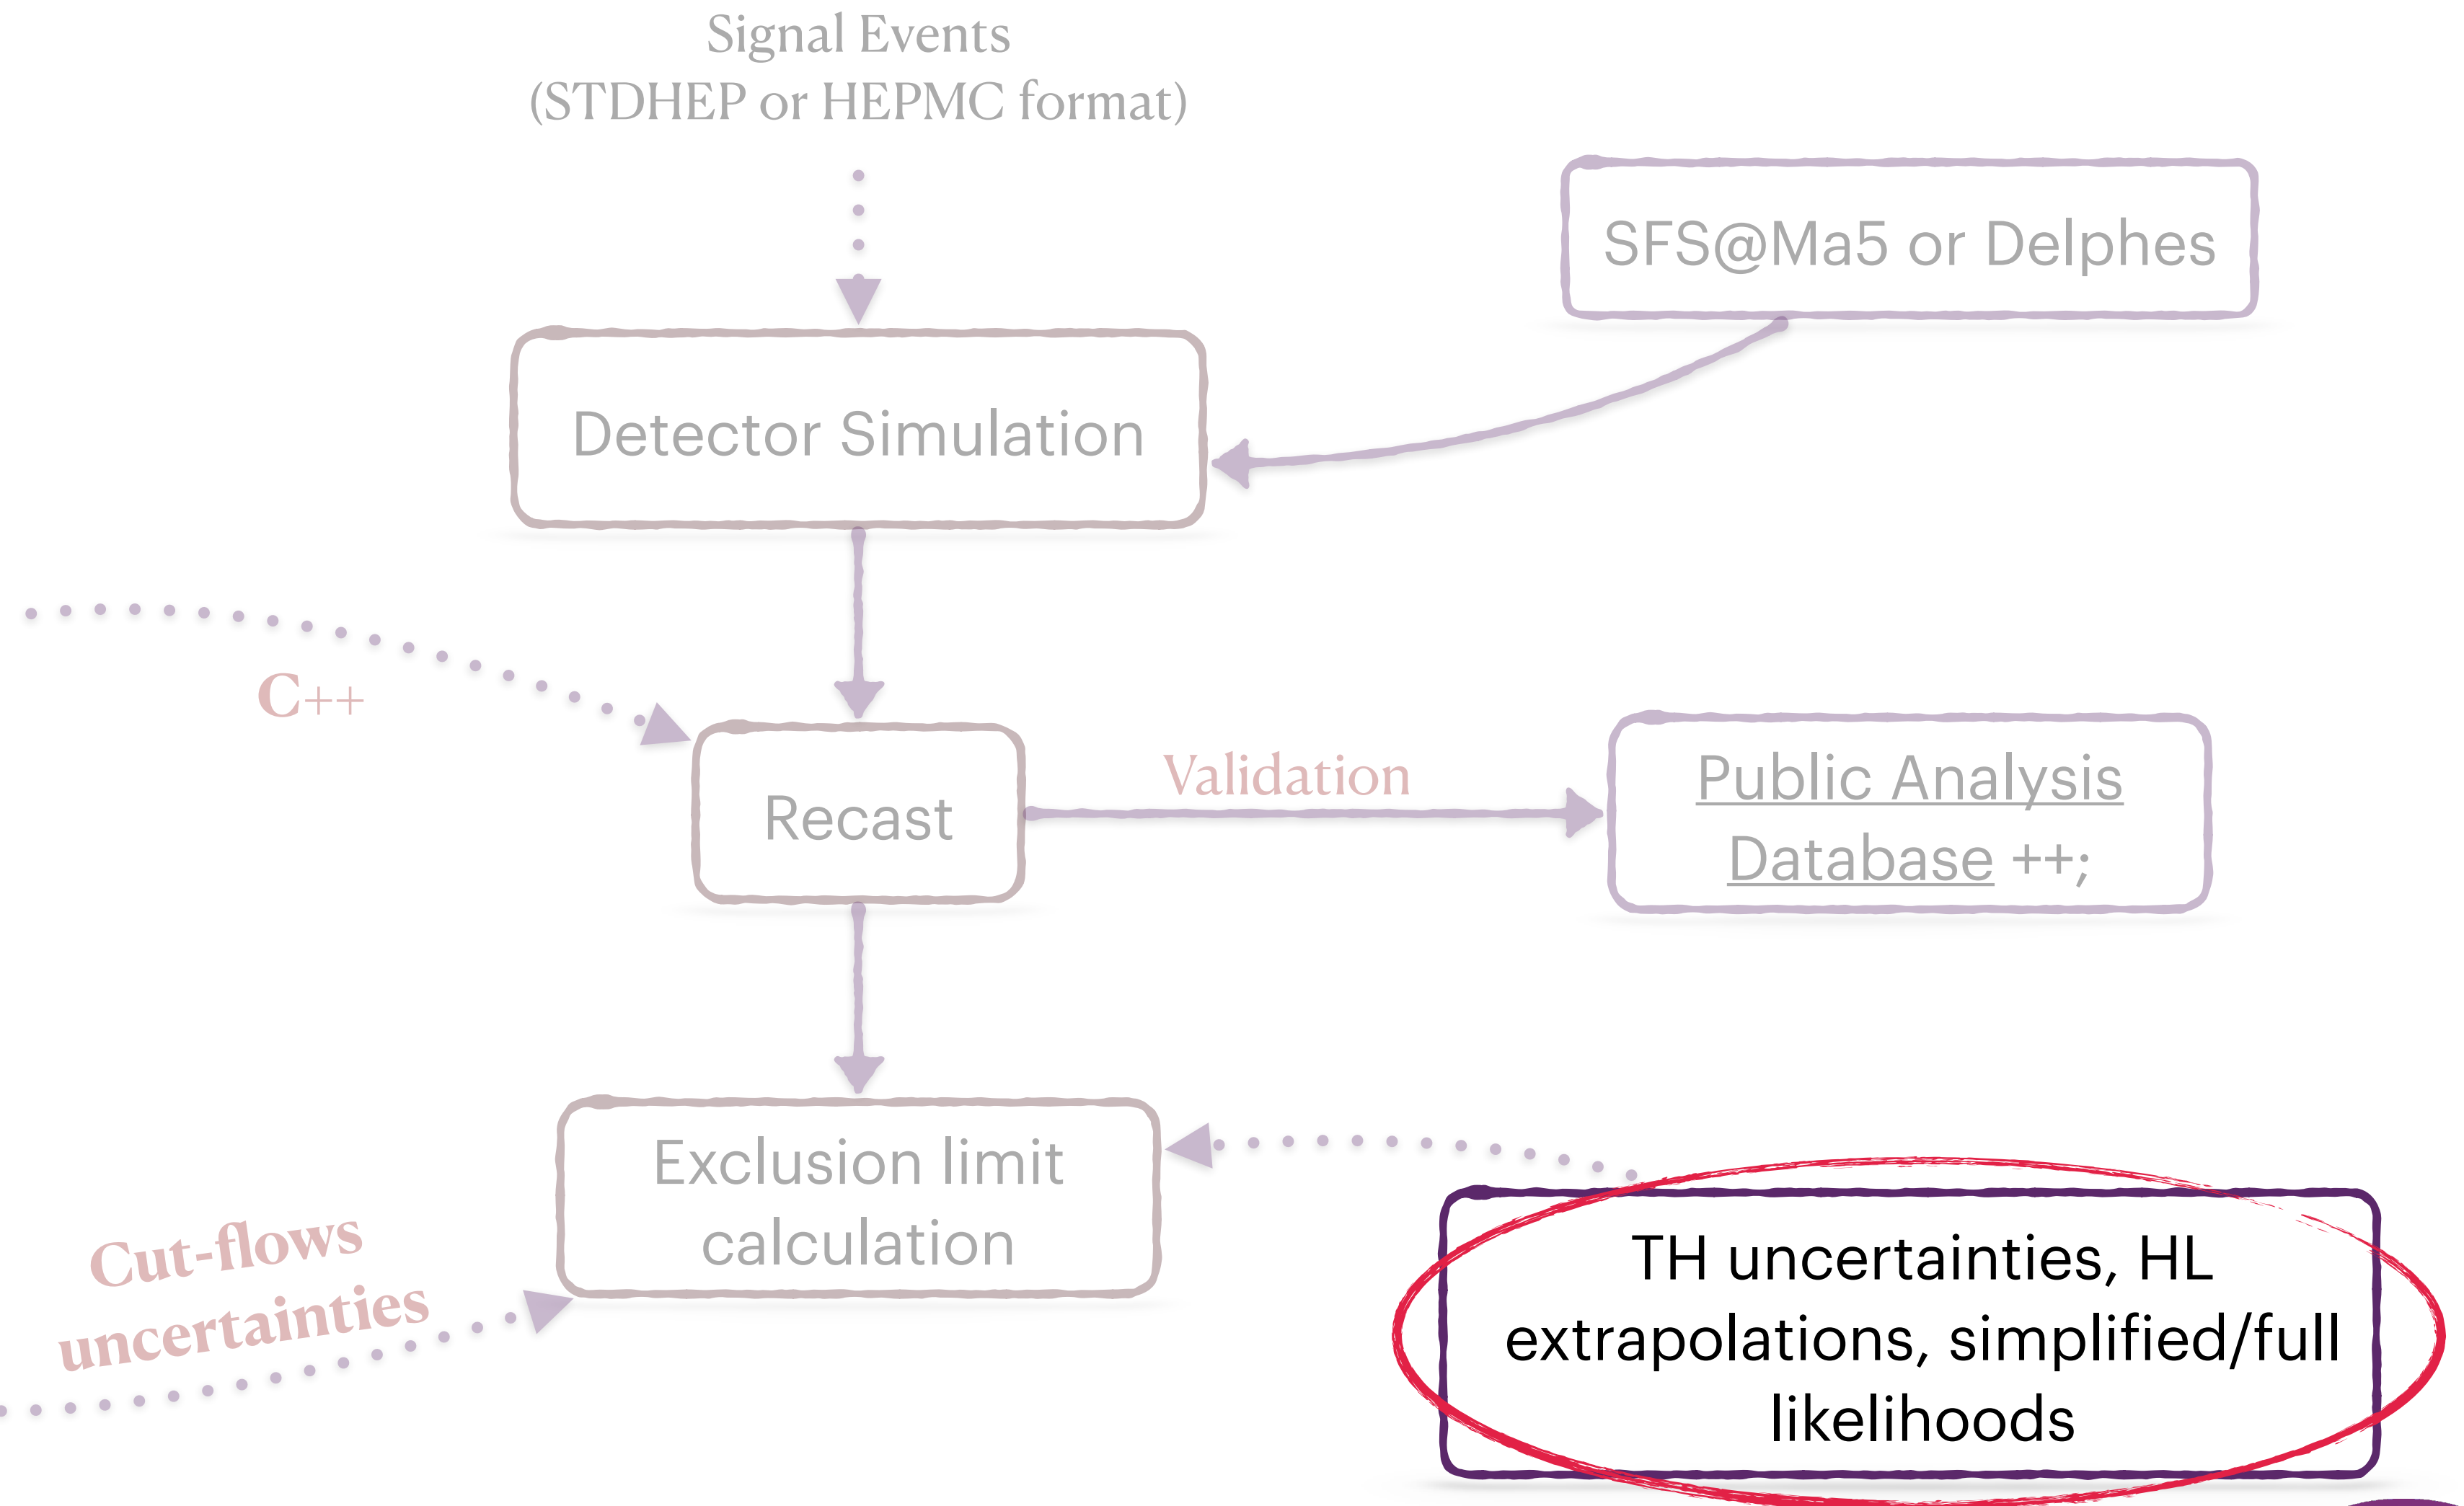 Signal Events
(STDHEP or HEPMC format)
SFS@Ma5 or Delphes
Detector Simulation
C++
Recast
Validation
Public Analysis
Database ++;
Exclusion limit
calculation
Cut-flows
uncertainties
TH uncertainties, HL
extrapolations, simplified/full
likelihoods